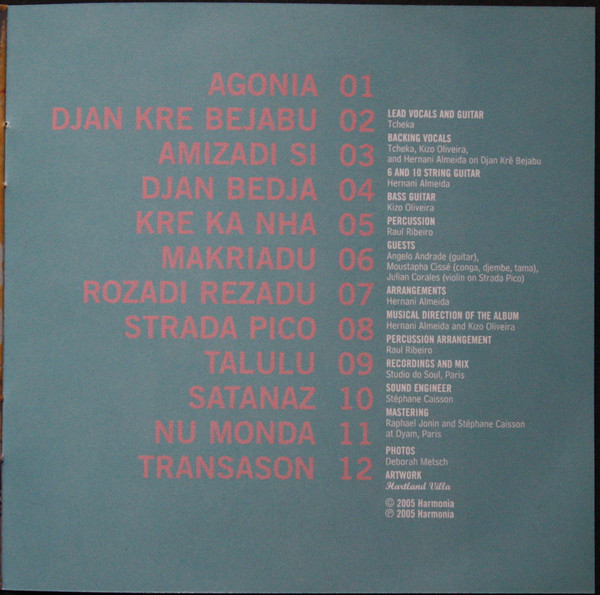 AGONIA 01
DJAN KRE BEJABU 02
AMIZADI SI 03
DJAN BEDJA 04
KRE KA NHA 05
MAKRIADU 06
ROZADI REZADU 07
STRADA PICO 08
TALULU 09
SATANAZ 10
NU MONDA 11
TRANSASON 12
LEAD VOCALS AND GUITAR
Tcheka
BACKING VOCALS
Tcheka, Kizo Oliveira,
and Hernani Almeida on Djan Krê Bejabu
6 AND 10 STRING GUITAR
Hernani Almeida
BASS GUITAR
Kizo Oliveira
PERCUSSION
Raul Ribeiro
GUESTS
Angelo Andrade (guitar),
Moustapha Cissé (conga, djembe, tama),
Julian Corales (violin on Strada Pico)
ARRANGEMENTS
Hernani Almeida
MUSICAL DIRECTION OF THE ALBUM
Hernani Almeida and Kizo Oliveira
PERCUSSION ARRANGEMENT
Raul Ribeiro
RECORDINGS AND MIX
Studio do Soul, Paris
SOUND ENGINEER
Stéphane Caisson
MASTERING
Raphael Jonin and Stéphane Caisson
at Dyam, Paris
PHOTOS
Deborah Metsch
ARTWORK
Hartland Villa
© 2005 Harmonia
℗ 2005 Harmonia